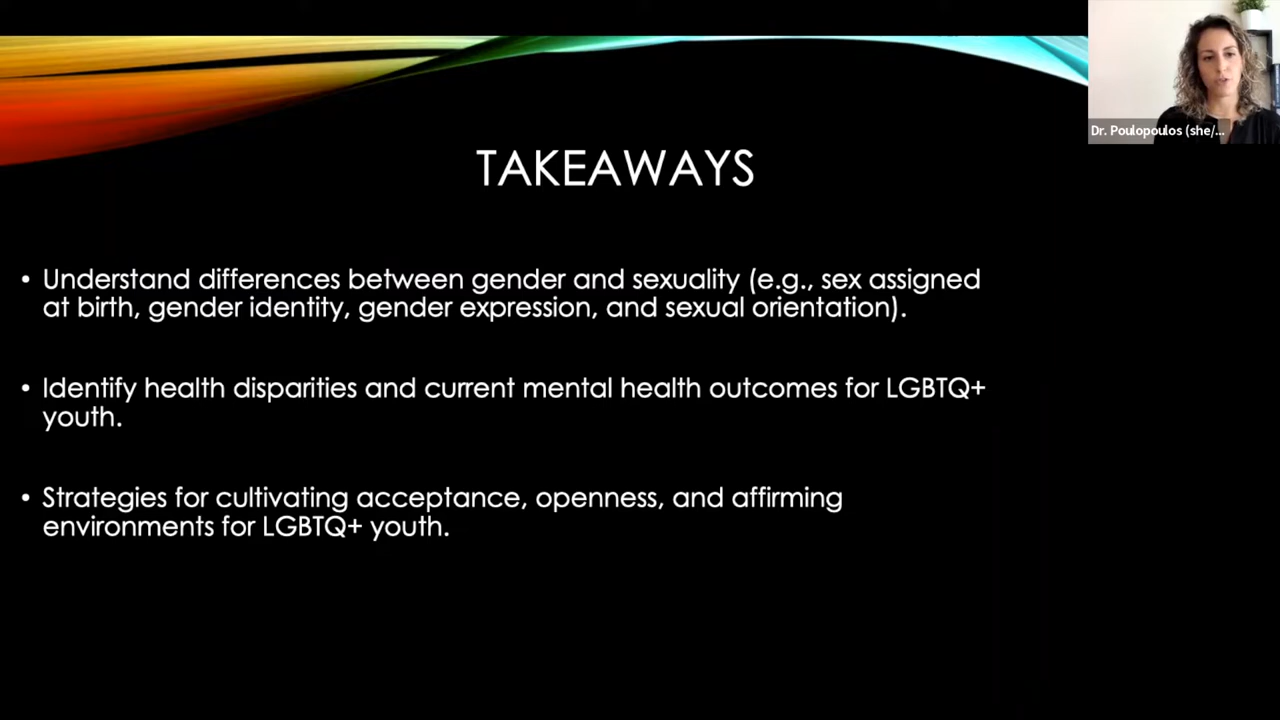 Dr. Poulopoulos (she/...
TAKEAWAYS
• Understand differences between gender and sexuality (e.g., sex assigned
at birth, gender identity, gender expression, and sexual orientation).
• Identify health disparities and current mental health outcomes for LGBTQ+
youth.
• Strategies for cultivating acceptance, openness, and affirming
environments for LGBTQ+ youth.